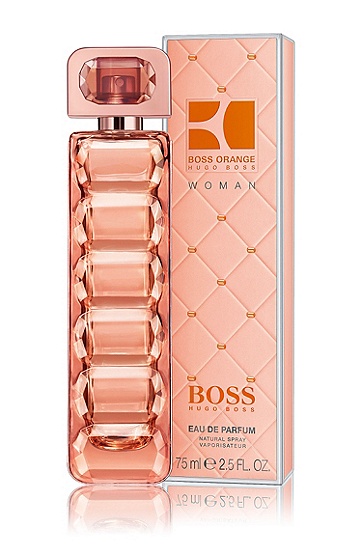 BOSS ORANGE
HUGO BOSS
WOMAN
BOSS
HUGO BOSS
EAU DE PARFUM
NATURAL SPRAY
VAPORISATEUR
75 ml ℮ 2.5 FL. OZ.